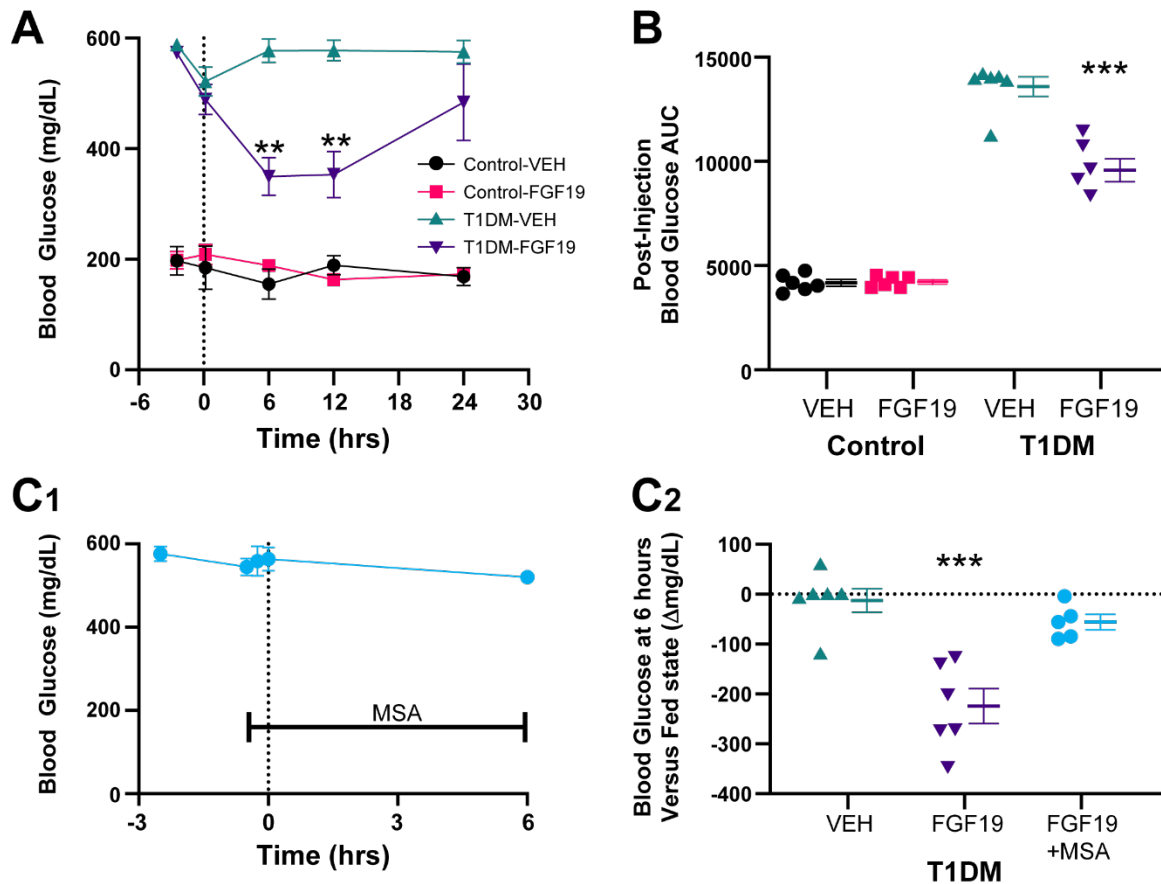 A
Blood Glucose (mg/dL)
600
400
200
0
-6 0 6 12 24 30
Time (hrs)
** **
Control-VEH
Control-FGF19
T1DM-VEH
T1DM-FGF19
B
Post-Injection
Blood Glucose AUC
15000
10000
5000
0
***
VEH FGF19 VEH FGF19
Control T1DM
C1
Blood Glucose (mg/dL)
600
400
200
0
MSA
-3 0 3 6
Time (hrs)
C2
Blood Glucose at 6 hours
Versus Fed state (Δmg/dL)
100
0
-100
-200
-300
-400
***
VEH FGF19 FGF19
+MSA
T1DM